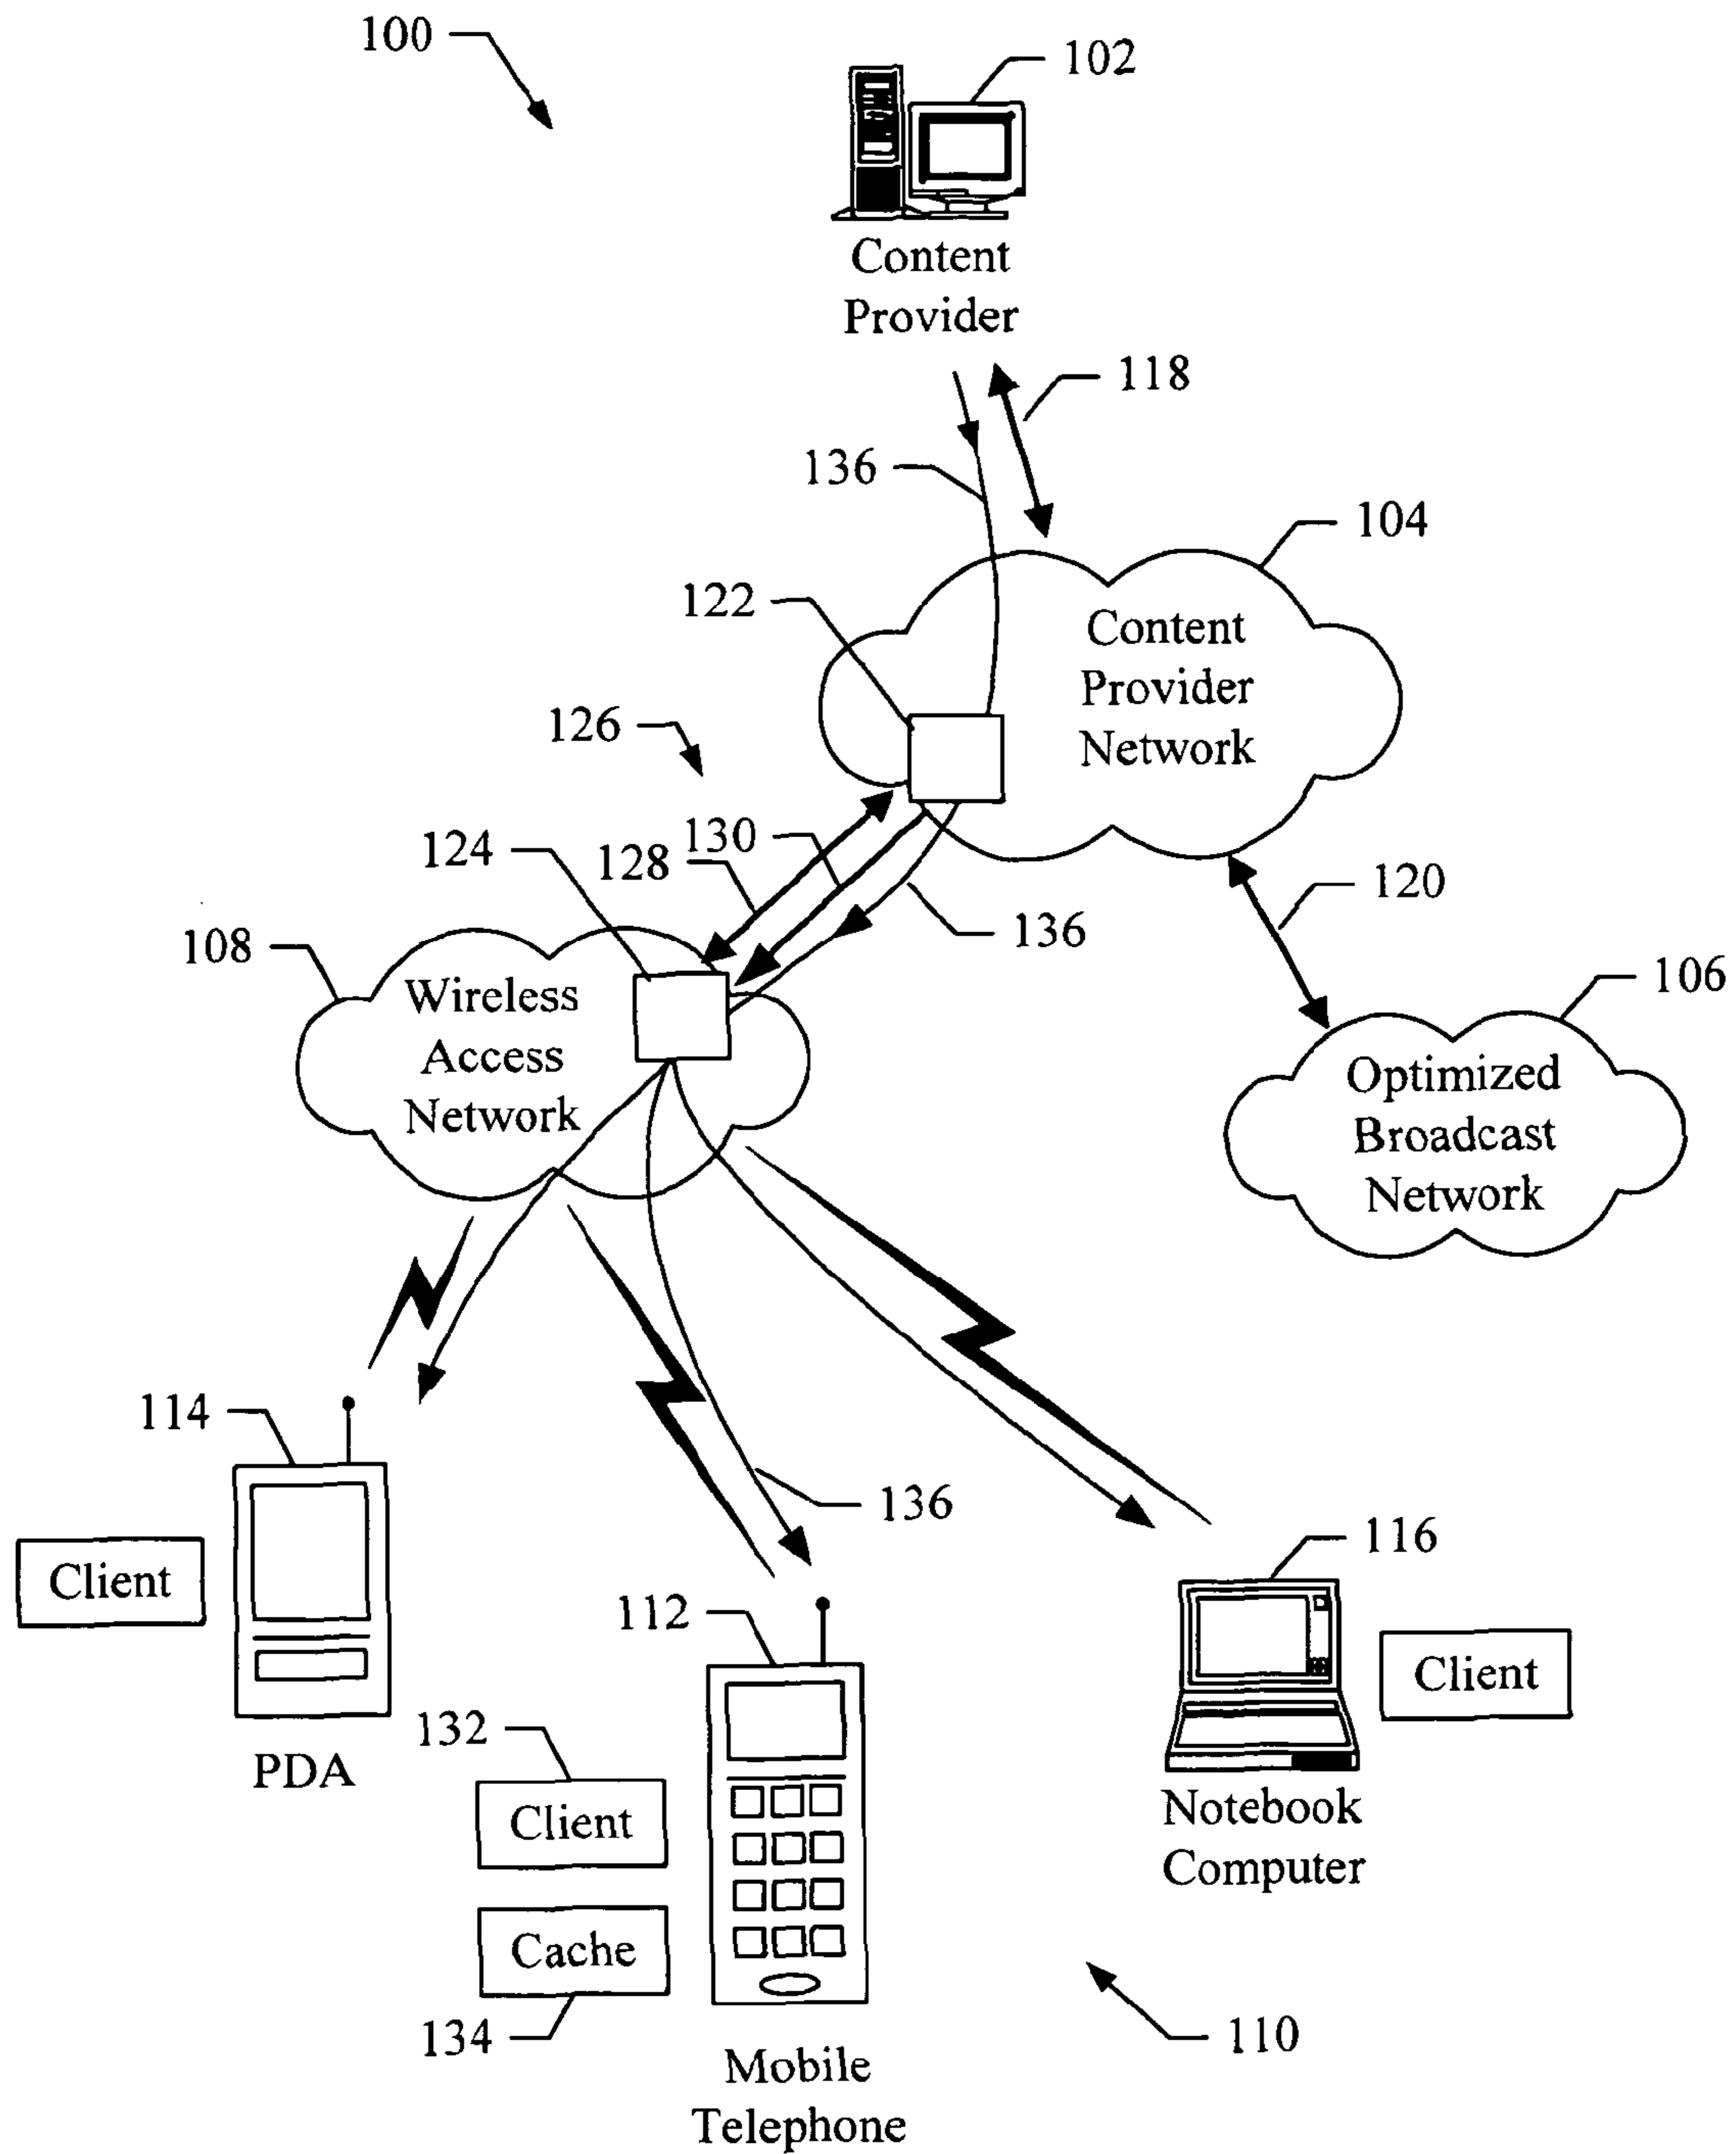 100
102
Content
Provider
118
136
104
122
Content
Provider
Network
126
130
124
128
120
136
108
106
Wireless
Access
Network
Optimized
Broadcast
Network
114
136
116
Client
112
Client
132
PDA
Client
Notebook
Computer
Cache
134
110
Mobile
Telephone